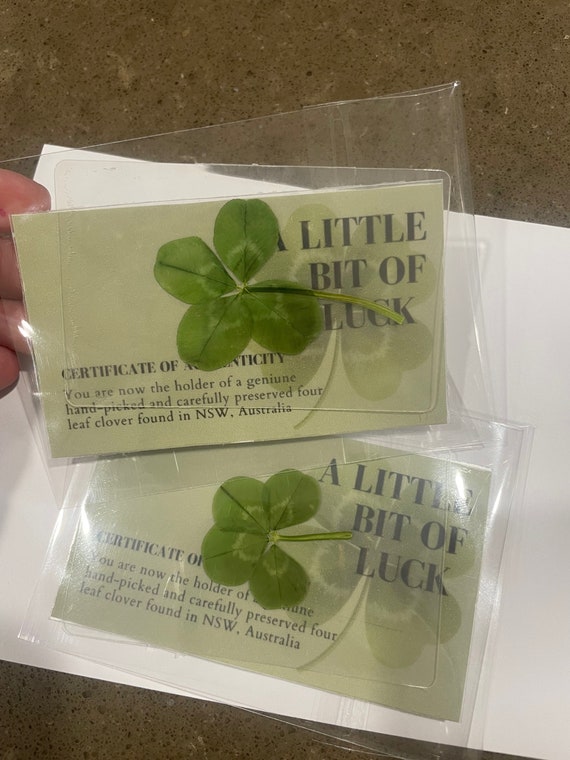 A LITTLE
BIT OF
LUCK
CERTIFICATE OF AUTHENTICITY
You are now the holder of a geniune
hand-picked and carefully preserved four
leaf clover found in NSW, Australia
A LITTLE
BIT OF
LUCK
CERTIFICATE OF
You are now the holder of a geniune
hand-picked and carefully preserved four
leaf clover found in NSW, Australia